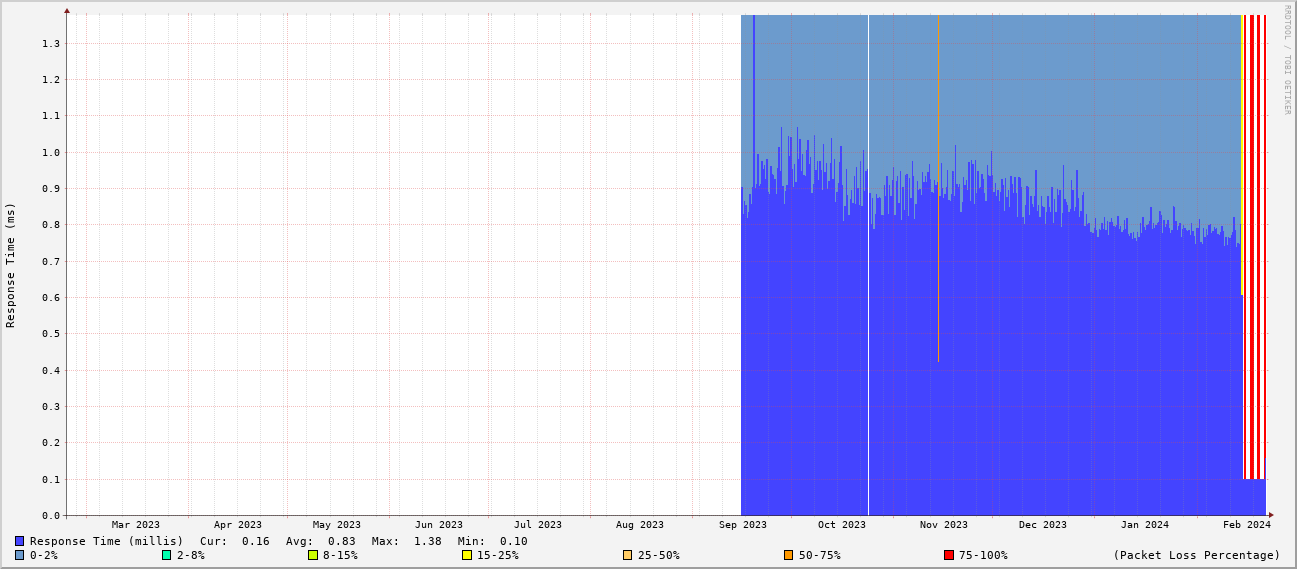 RRDTOOL / TOBI OETIKER
Response Time (ms)
1.3
1.2
1.1
1.0
0.9
0.8
0.7
0.6
0.5
0.4
0.3
0.2
0.1
0.0
Mar 2023 Apr 2023 May 2023 Jun 2023 Jul 2023 Aug 2023 Sep 2023 Oct 2023 Nov 2023 Dec 2023 Jan 2024 Feb 2024
Response Time (millis) Cur: 0.16 Avg: 0.83 Max: 1.38 Min: 0.10
0-2% 2-8% 8-15% 15-25% 25-50% 50-75% 75-100% (Packet Loss Percentage)